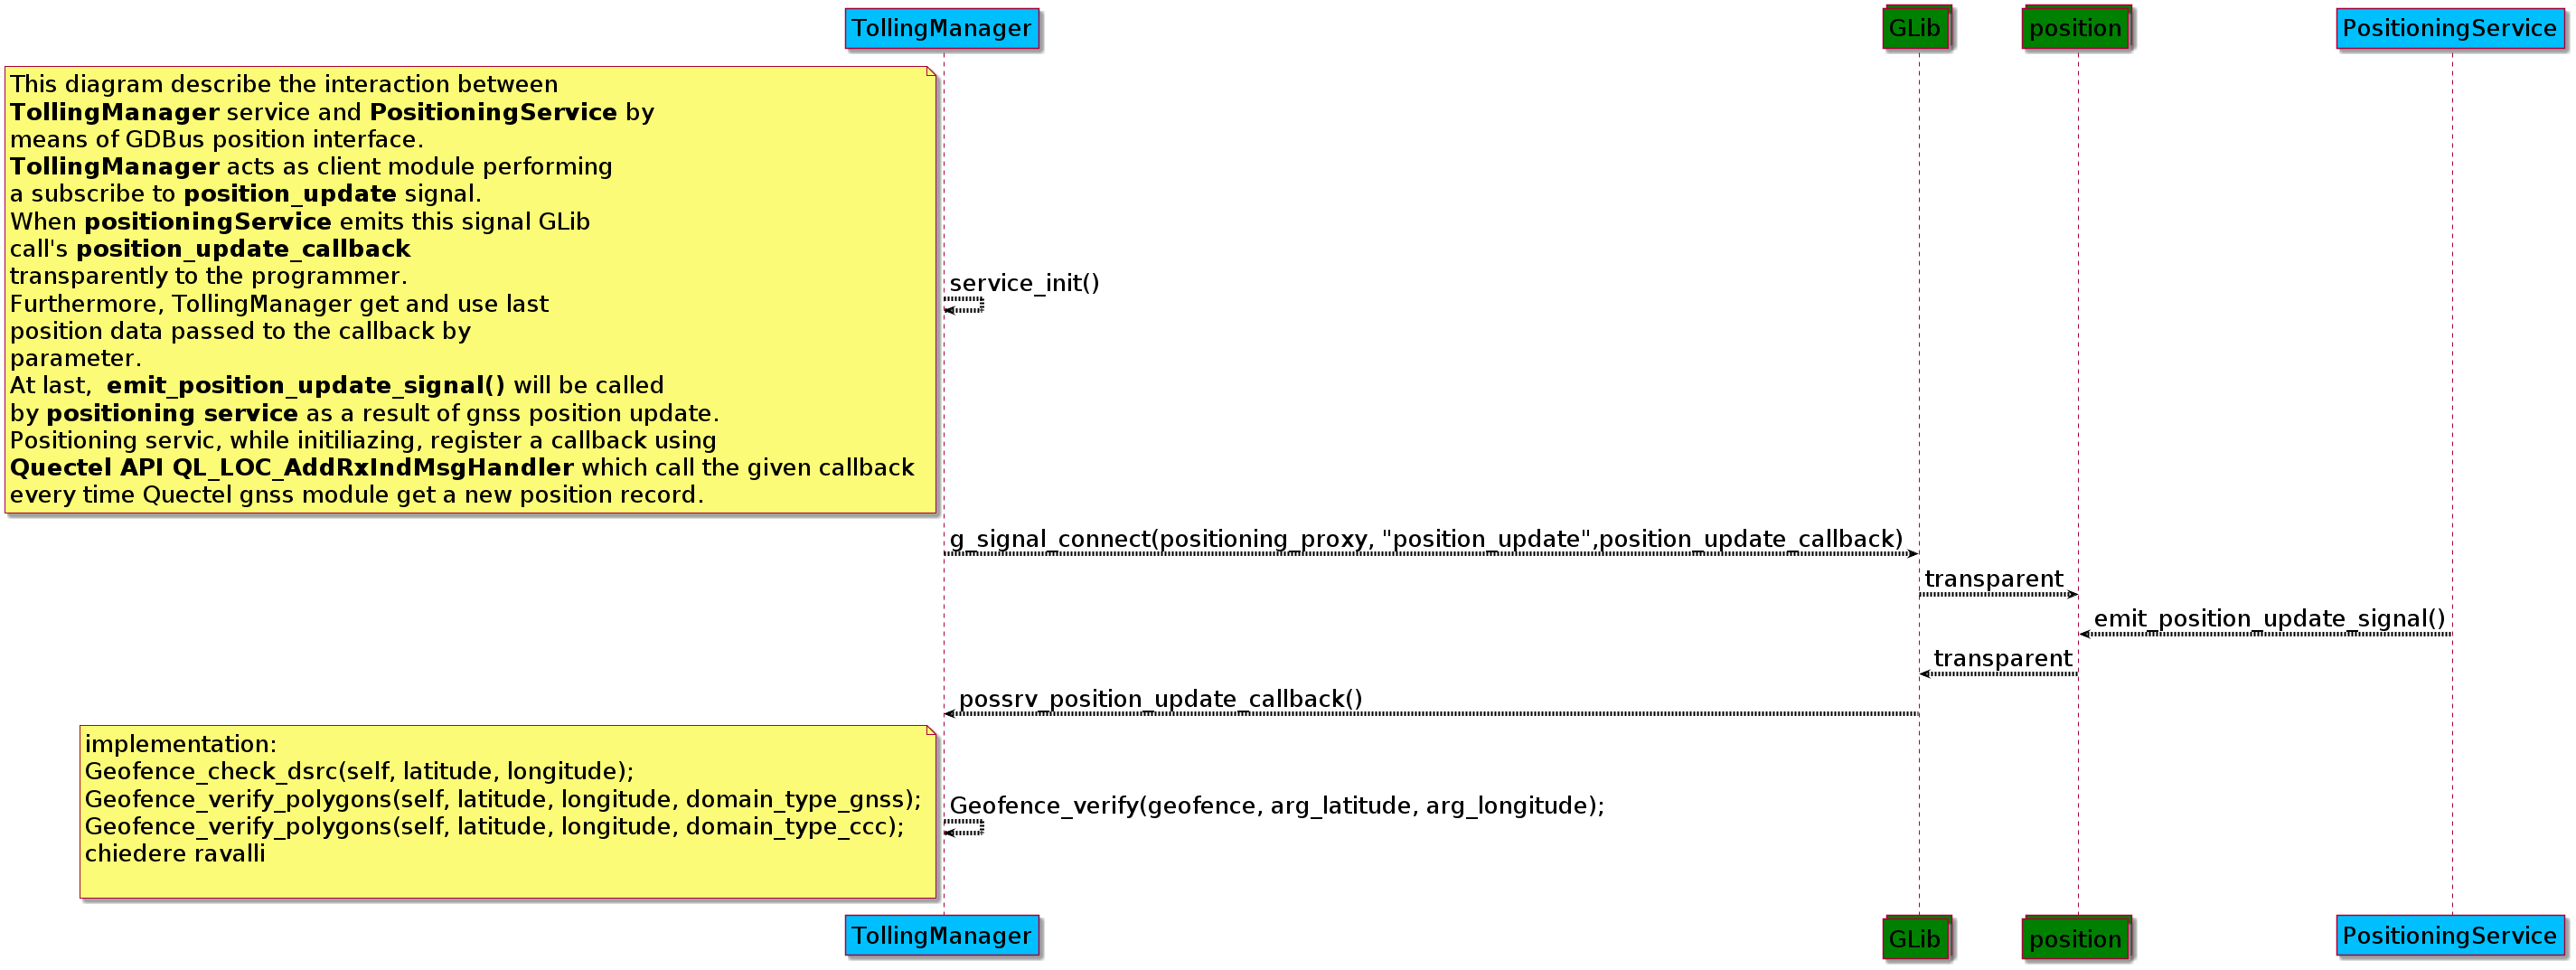 TollingManager
GLib
position
PositioningService
This diagram describe the interaction between
TollingManager service and PositioningService by
means of GDBus position interface.
TollingManager acts as client module performing
a subscribe to position_update signal.
When positioningService emits this signal GLib
call's position_update_callback
transparently to the programmer.
Furthermore, TollingManager get and use last
position data passed to the callback by
parameter.
At last,  emit_position_update_signal() will be called
by positioning service as a result of gnss position update.
Positioning servic, while initiliazing, register a callback using
Quectel API QL_LOC_AddRxIndMsgHandler which call the given callback
every time Quectel gnss module get a new position record.
service_init()
g_signal_connect(positioning_proxy, "position_update",position_update_callback)
transparent
emit_position_update_signal()
transparent
possrv_position_update_callback()
implementation:
Geofence_check_dsrc(self, latitude, longitude);
Geofence_verify_polygons(self, latitude, longitude, domain_type_gnss);
Geofence_verify_polygons(self, latitude, longitude, domain_type_ccc);
chiedere ravalli
Geofence_verify(geofence, arg_latitude, arg_longitude);
TollingManager
GLib
position
PositioningService